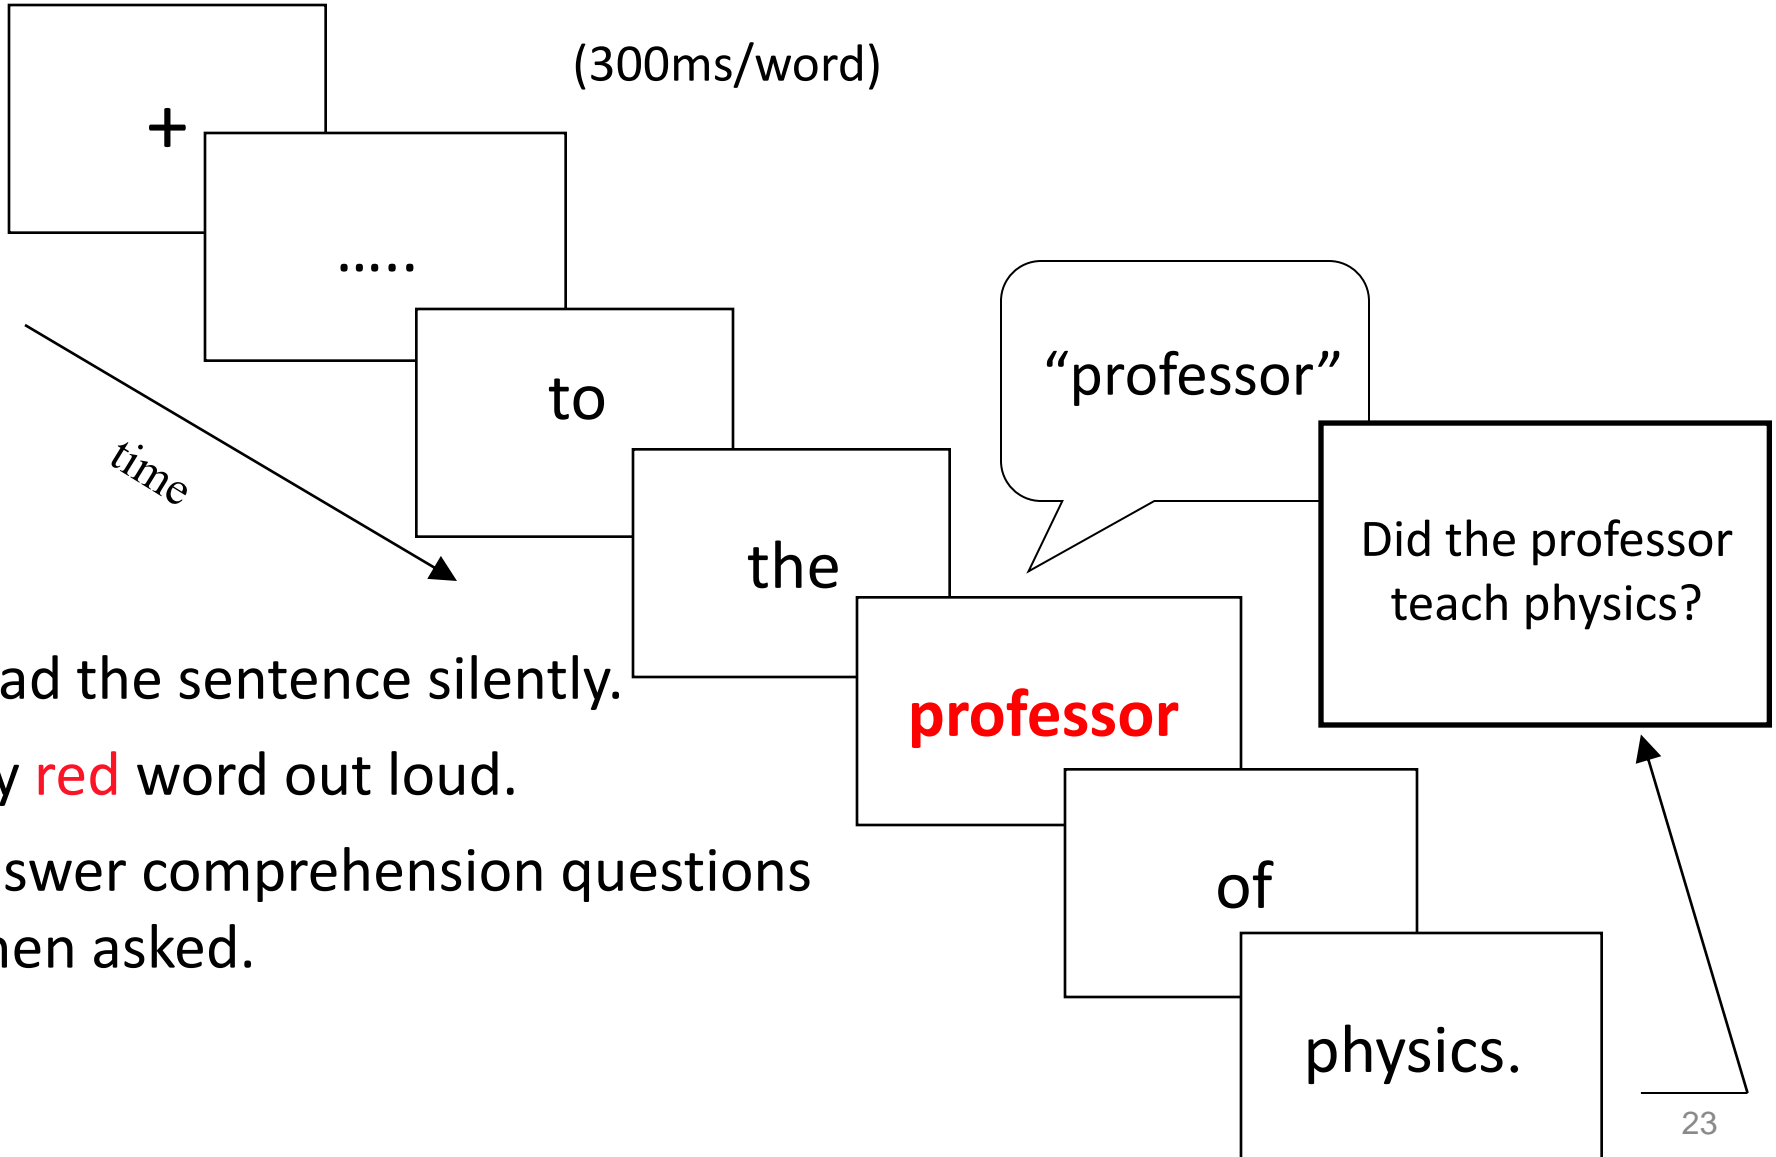 (300ms/word)
+
.....
to
the
time
“professor”
Did the professor
teach physics?
professor
of
physics.
ad the sentence silently.
y red word out loud.
swer comprehension questions
hen asked.
23